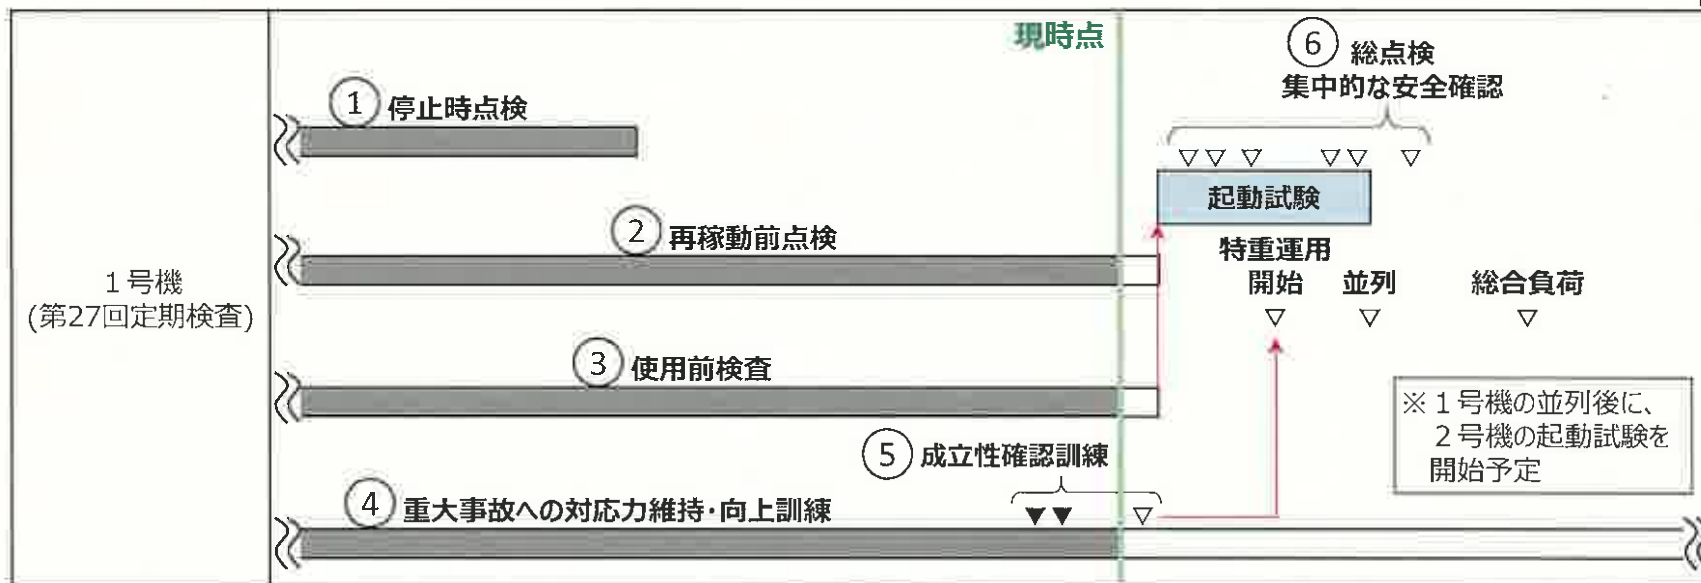 1号機
(第27回定期検査)
現時点
⑥ 総点検
集中的な安全確認
① 停止時点検
起動試験
② 再稼動前点検
特重運用
開始
並列
総合負荷
③ 使用前検査
※ 1号機の並列後に、
2号機の起動試験を
開始予定
⑤ 成立性確認訓練
④ 重大事故への対応力維持・向上訓練